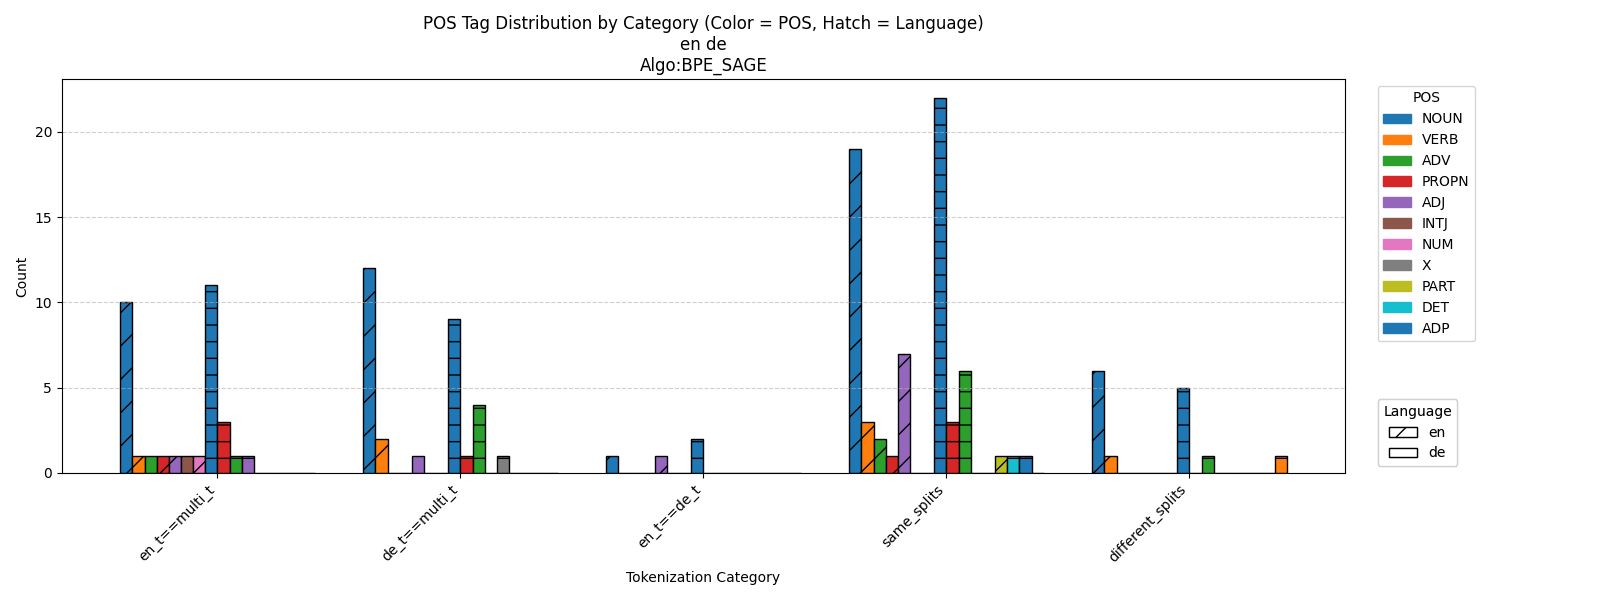 POS Tag Distribution by Category (Color = POS, Hatch = Language)
en de
Algo:BPE_SAGE
Count
20
15
10
5
0
en_t==multi_t
de_t==multi_t
en_t==de_t
same_splits
different_splits
Tokenization Category
POS
NOUN
VERB
ADV
PROPN
ADJ
INTJ
NUM
X
PART
DET
ADP
Language
en
de